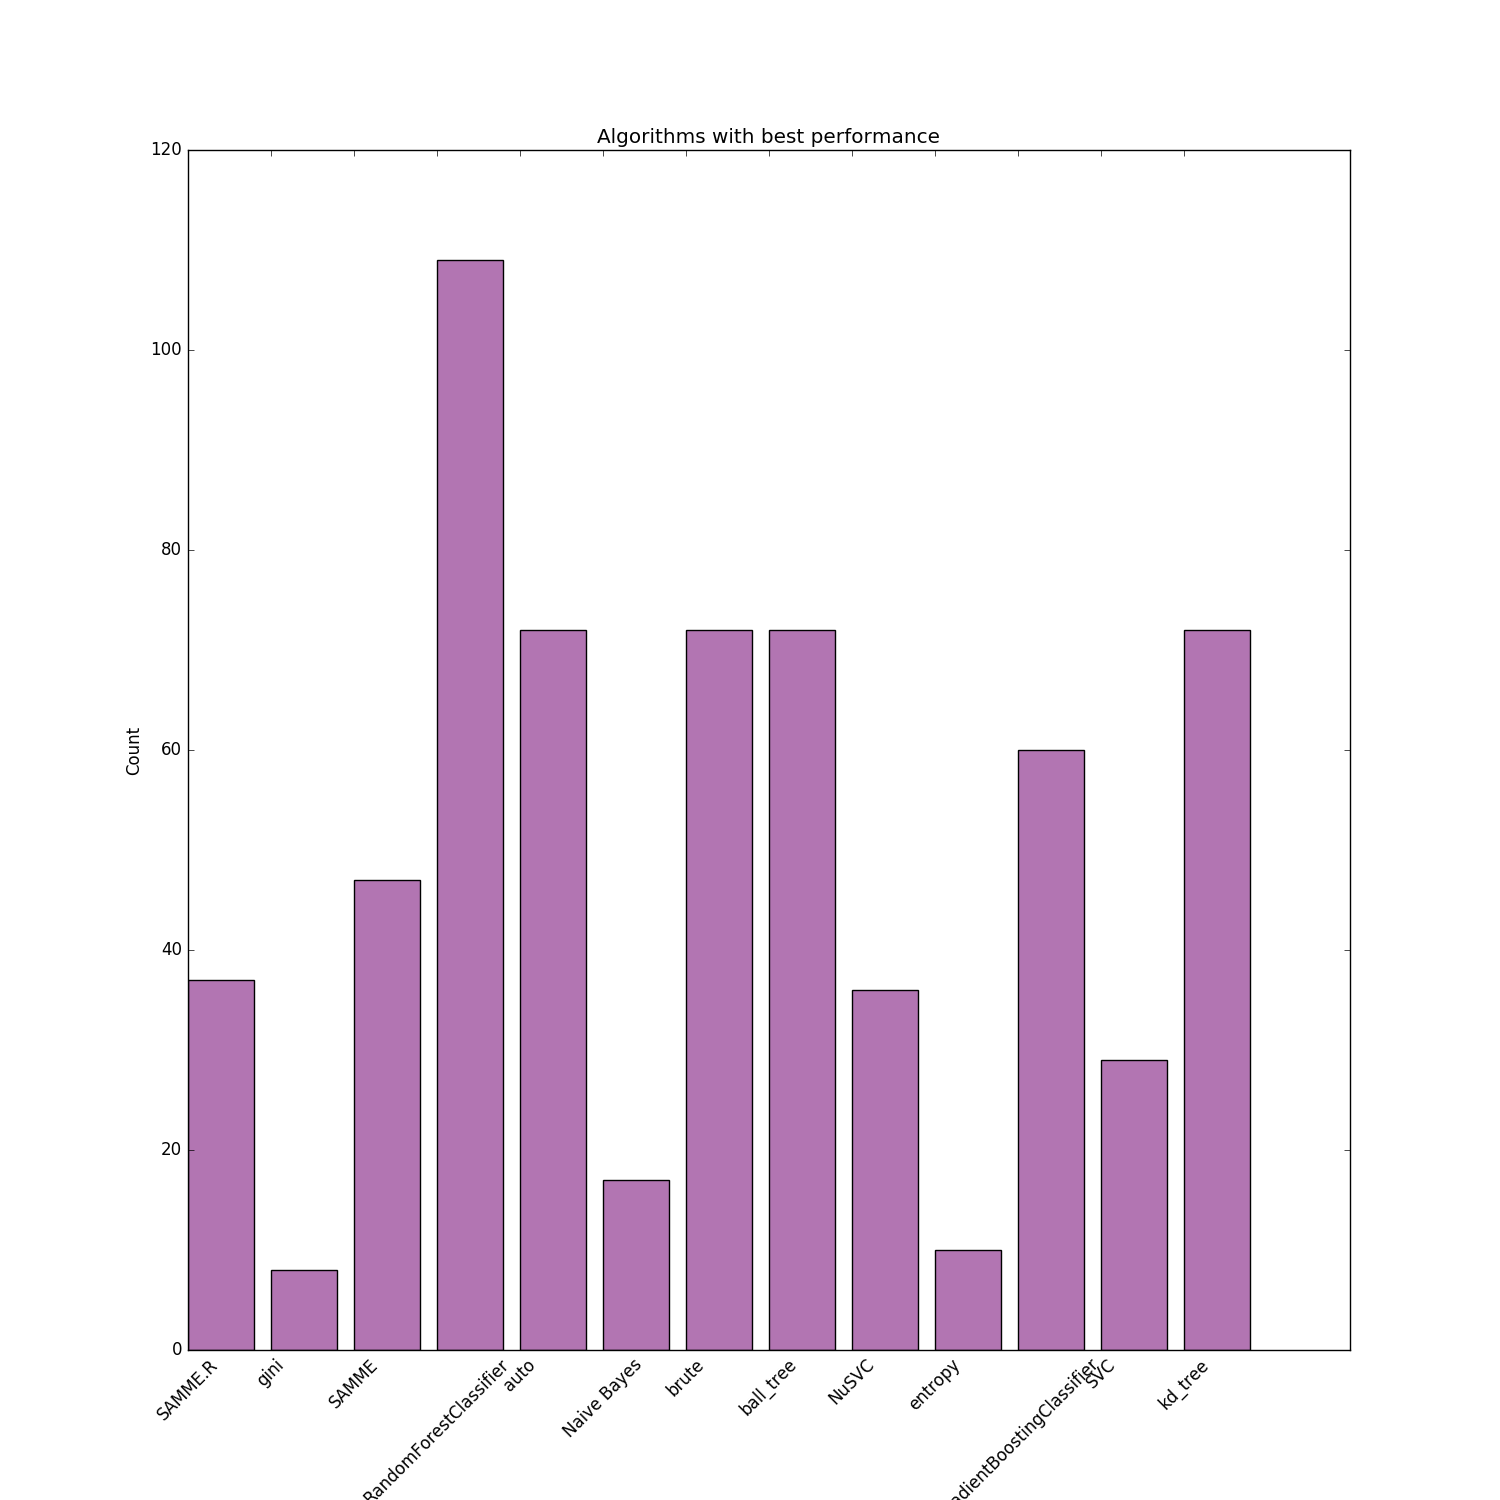 Algorithms with best performance
120
100
80
60
40
20
0
Count
SAMME.R
gini
SAMME
RandomForestClassifier
auto
Naive Bayes
brute
ball_tree
NuSVC
entropy
edientBoostingClassifier
SVC
kd_tree